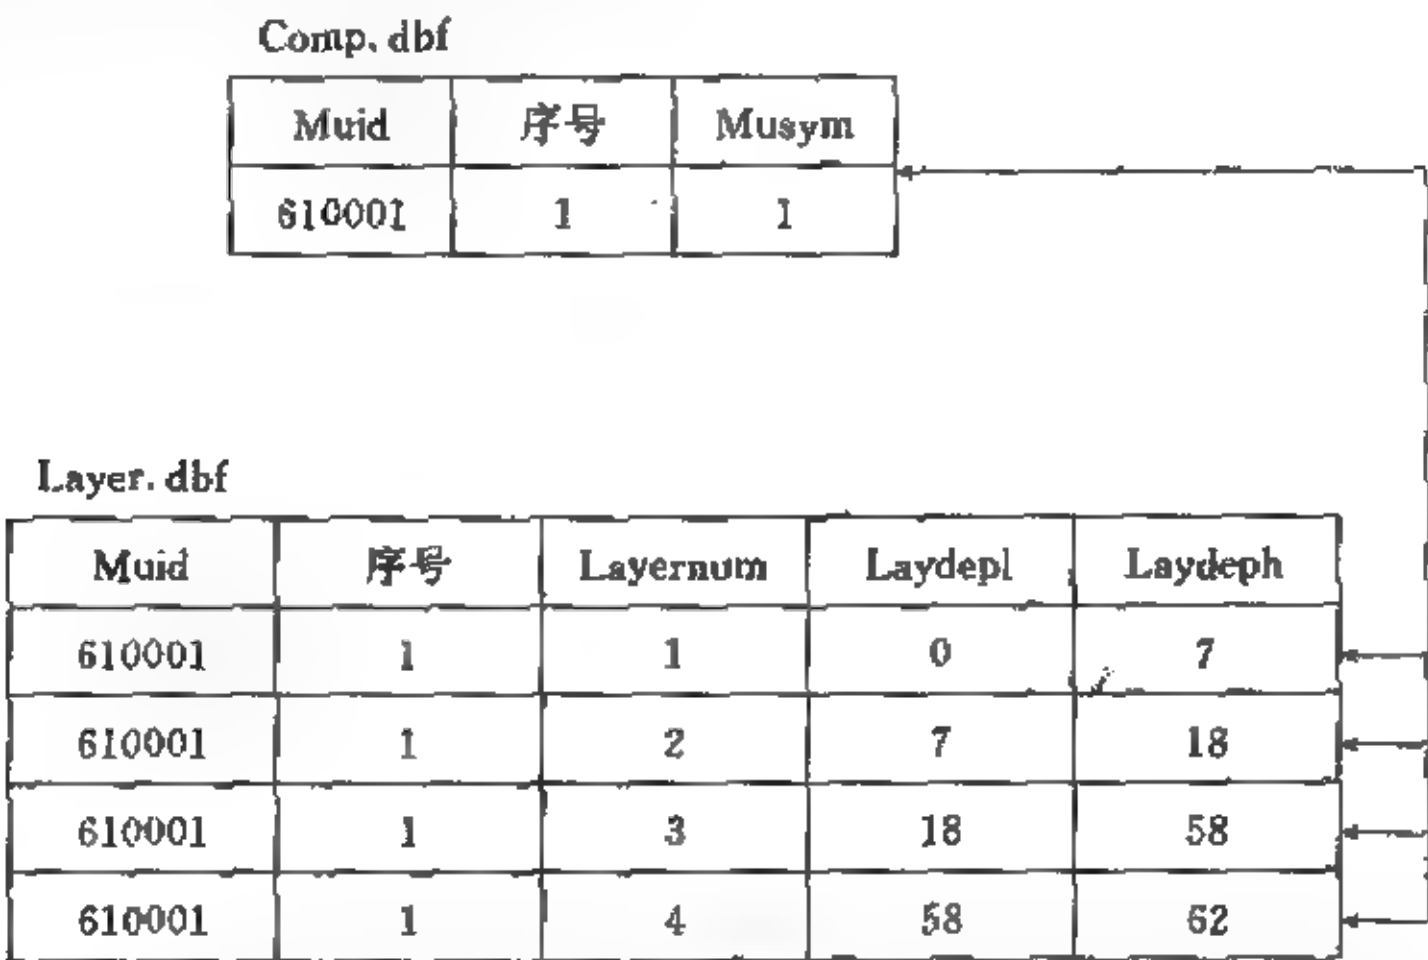 Comp. dbf
Muid 序号 Musym
610001 1 1
Layer. dbf
Muid 序号 Layernum Laydepl Laydeph
610001 1 1 0 7
610001 1 2 7 18
610001 1 3 18 58
610001 1 4 58 62